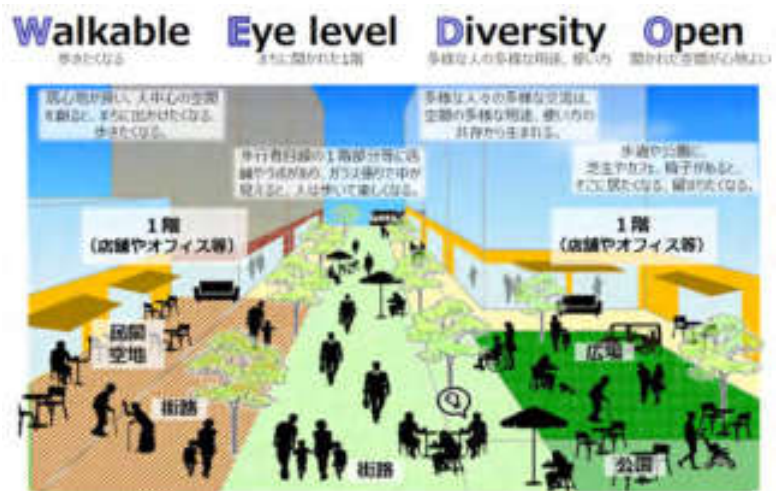 Walkable
歩きたくなる
Eye level
まちに開かれた1階
Diversity
多様な人の多様な用途、使い方
Open
開かれた空間が心地よい
居心地が良い、人中心の空間
を創ると、まちに出かけたくなる、
歩きたくなる。
歩行者目線の1階部分等に店
舗やラボがあり、ガラス張りで中が
見えると、人は歩いて楽しくなる。
多様な人々の多様な交流は、
空間の多様な用途、使い方の
共存から生まれる。
歩道や公園に、
芝生やカフェ、椅子があると、
そこに居たくなる、留まりたくなる。
1階
(店舗やオフィス等)
1階
(店舗やオフィス等)
民間
空地
街路
街路
広場
公園